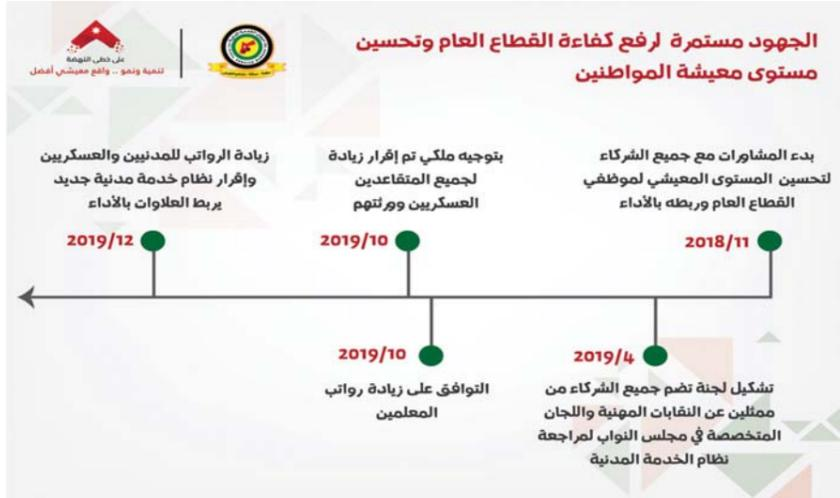 الجهود مستمرة لرفع كفاءة القطاع العام وتحسين
مستوى معيشة المواطنين
على خطى النهضة
تنمية ونمو .. واقع معيشي أفضل
بدء المشاورات مع جميع الشركاء
لتحسين المستوى المعيشي لموظفي
القطاع العام وربطه بالأداء
2018/11
تشكيل لجنة تضم جميع الشركاء من
ممثلين عن النقابات المهنية واللجان
المتخصصة في مجلس النواب لمراجعة
نظام الخدمة المدنية
2019/4
بتوجيه ملكي تم إقرار زيادة
لجميع المتقاعدين
العسكريين وورثتهم
2019/10
2019/10
التوافق على زيادة رواتب
المعلمين
زيادة الرواتب للمدنيين والعسكريين
وإقرار نظام خدمة مدنية جديد
يربط العلاوات بالأداء
2019/12